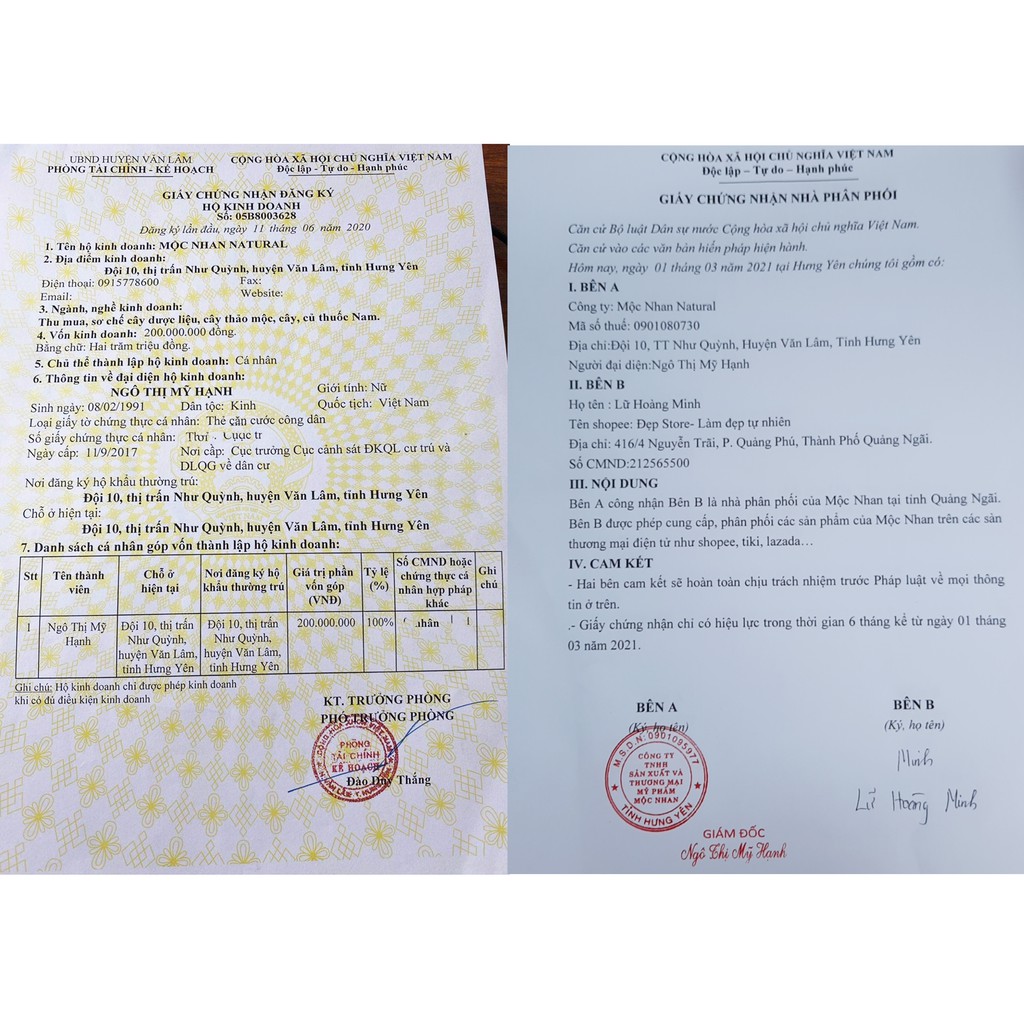 UBND HUYỆN VĂN LÂM
PHÒNG TÀI CHÍNH - KẾ HOẠCH
CỘNG HÒA XÃ HỘI CHỦ NGHĨA VIỆT NAM
Độc lập - Tự do - Hạnh phúc
GIẤY CHỨNG NHẬN ĐĂNG KÝ
HỘ KINH DOANH
Số: 05B8003628
Đăng ký lần đầu, ngày 11 tháng 06 năm 2020
1. Tên hộ kinh doanh: MỘC NHAN NATURAL
2. Địa điểm kinh doanh:
Đội 10, thị trấn Như Quỳnh, huyện Văn Lâm, tỉnh Hưng Yên
Điện thoại: 0915778600 Fax:
Email: Website:
3. Ngành, nghề kinh doanh:
Thu mua, sơ chế cây dược liệu, cây thảo mộc, cây, củ thuốc Nam.
4. Vốn kinh doanh: 200.000.000 đồng.
Bằng chữ: Hai trăm triệu đồng.
5. Chủ thể thành lập hộ kinh doanh: Cá nhân
6. Thông tin về đại diện hộ kinh doanh:
NGÔ THỊ MỸ HẠNH Giới tính: Nữ
Sinh ngày: 08/02/1991 Dân tộc: Kinh Quốc tịch: Việt Nam
Loại giấy tờ chứng thực cá nhân: Thẻ căn cước công dân
Số giấy chứng thực cá nhân:
Ngày cấp: 11/9/2017 Nơi cấp: Cục trưởng Cục cảnh sát ĐKQL cư trú và
DLQG về dân cư
Nơi đăng ký hộ khẩu thường trú:
Đội 10, thị trấn Như Quỳnh, huyện Văn Lâm, tỉnh Hưng Yên
Chỗ ở hiện tại:
Đội 10, thị trấn Như Quỳnh, huyện Văn Lâm, tỉnh Hưng Yên
7. Danh sách cá nhân góp vốn thành lập hộ kinh doanh:
Stt Tên thành viên Chỗ ở hiện tại Nơi đăng ký hộ khẩu thường trú Giá trị phần vốn góp (VNĐ) Tỷ lệ (%) Số CMND hoặc chứng thực cá nhân hợp pháp khác Ghi chú
1 Ngô Thị Mỹ Hạnh Đội 10, thị trấn Như Quỳnh, huyện Văn Lâm, tỉnh Hưng Yên Đội 10, thị trấn Như Quỳnh, huyện Văn Lâm, tỉnh Hưng Yên 200.000.000 100%
Ghi chú: Hộ kinh doanh chỉ được phép kinh doanh
khi có đủ điều kiện kinh doanh
KT. TRƯỞNG PHÒNG
PHÓ TRƯỞNG PHÒNG
PHÒNG
TÀI CHÍNH
KẾ HOẠCH
Đào Duy Thắng
CỘNG HÒA XÃ HỘI CHỦ NGHĨA VIỆT NAM
Độc lập – Tự do – Hạnh phúc
GIẤY CHỨNG NHẬN NHÀ PHÂN PHỐI
Căn cứ Bộ luật Dân sự nước Cộng hòa xã hội chủ nghĩa Việt Nam.
Căn cứ vào các văn bản hiến pháp hiện hành.
Hôm nay, ngày 01 tháng 03 năm 2021 tại Hưng Yên chúng tôi gồm có:
I. BÊN A
Công ty: Mộc Nhan Natural
Mã số thuế: 0901080730
Địa chỉ:Đội 10, TT Như Quỳnh, Huyện Văn Lâm, Tỉnh Hưng Yên
Người đại diện:Ngô Thị Mỹ Hạnh
II. BÊN B
Họ tên : Lữ Hoàng Minh
Tên shopee: Đẹp Store- Làm đẹp tự nhiên
Địa chỉ: 416/4 Nguyễn Trãi, P. Quảng Phú, Thành Phố Quảng Ngãi.
Số CMND:212565500
III. NỘI DUNG
Bên A công nhận Bên B là nhà phân phối của Mộc Nhan tại tỉnh Quảng Ngãi.
Bên B được phép cung cấp, phân phối các sản phẩm của Mộc Nhan trên các sàn
thương mại điện tử như shopee, tiki, lazada…
IV. CAM KẾT
- Hai bên cam kết sẽ hoàn toàn chịu trách nhiệm trước Pháp luật về mọi thông
tin ở trên.
.- Giấy chứng nhận chỉ có hiệu lực trong thời gian 6 tháng kể từ ngày 01 tháng
03 năm 2021.
BÊN A
(Ký, họ tên)
M.S.D.N: 0901095977
CÔNG TY
TNHH
SẢN XUẤT VÀ
THƯƠNG MẠI
MỸ PHẨM
MỘC NHAN
TỈNH HƯNG YÊN
GIÁM ĐỐC
Ngô Thị Mỹ Hạnh
BÊN B
(Ký, họ tên)
Minh
Lữ Hoàng Minh